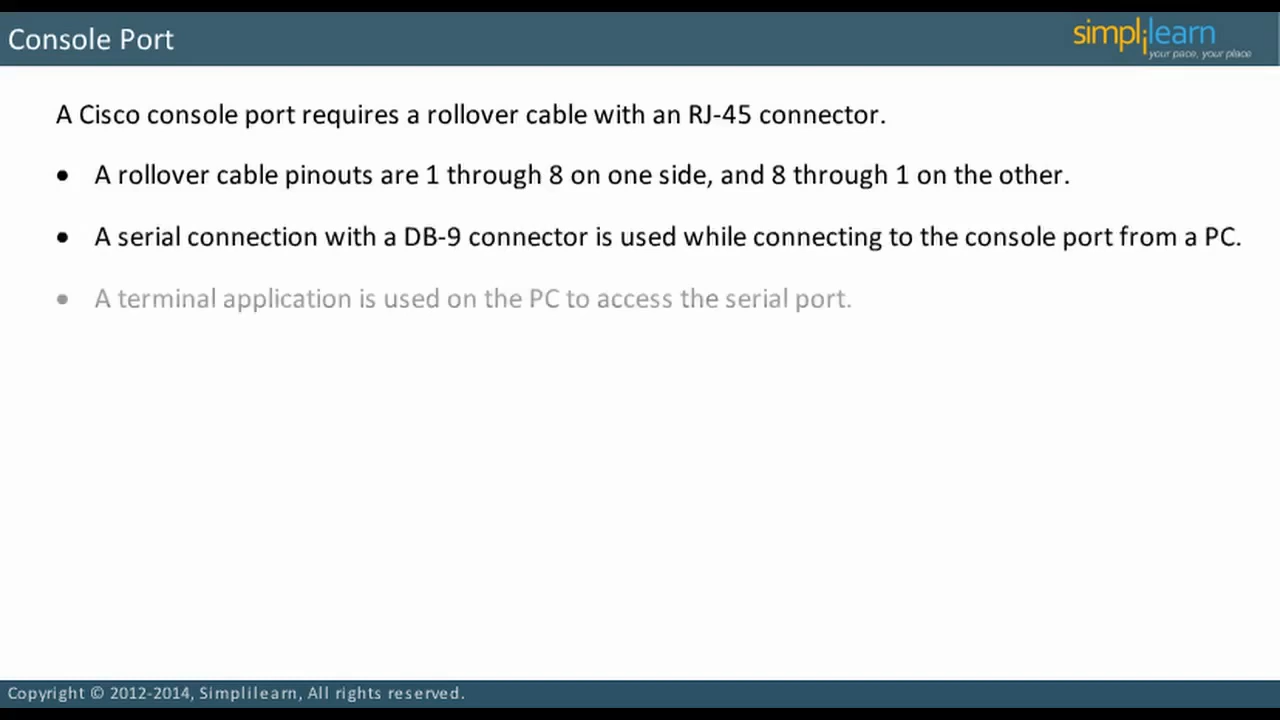 Console Port
simplilearn
your pace, your place
A Cisco console port requires a rollover cable with an RJ-45 connector.
• A rollover cable pinouts are 1 through 8 on one side, and 8 through 1 on the other.
• A serial connection with a DB-9 connector is used while connecting to the console port from a PC.
• A terminal application is used on the PC to access the serial port.
Copyright © 2012-2014, Simplilearn, All rights reserved.